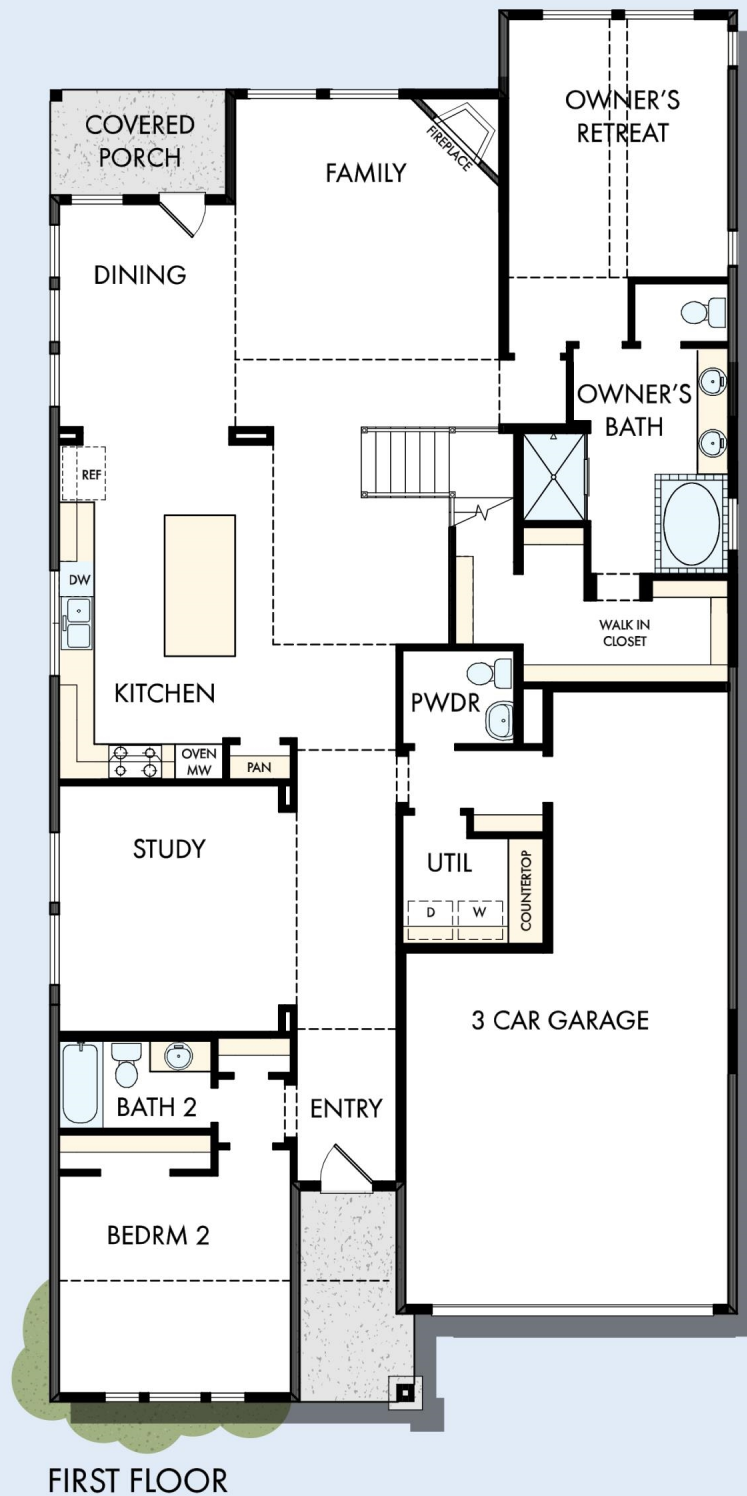 OWNER'S
RETREAT
COVERED
PORCH
FAMILY
FIREPLACE
DINING
OWNER'S
BATH
REF
DW
WALK IN
CLOSET
KITCHEN
PWDR
OVEN
MW
PAN
STUDY
UTIL
COUNTERTOP
D
W
3 CAR GARAGE
BATH 2
ENTRY
BEDRM 2
FIRST FLOOR